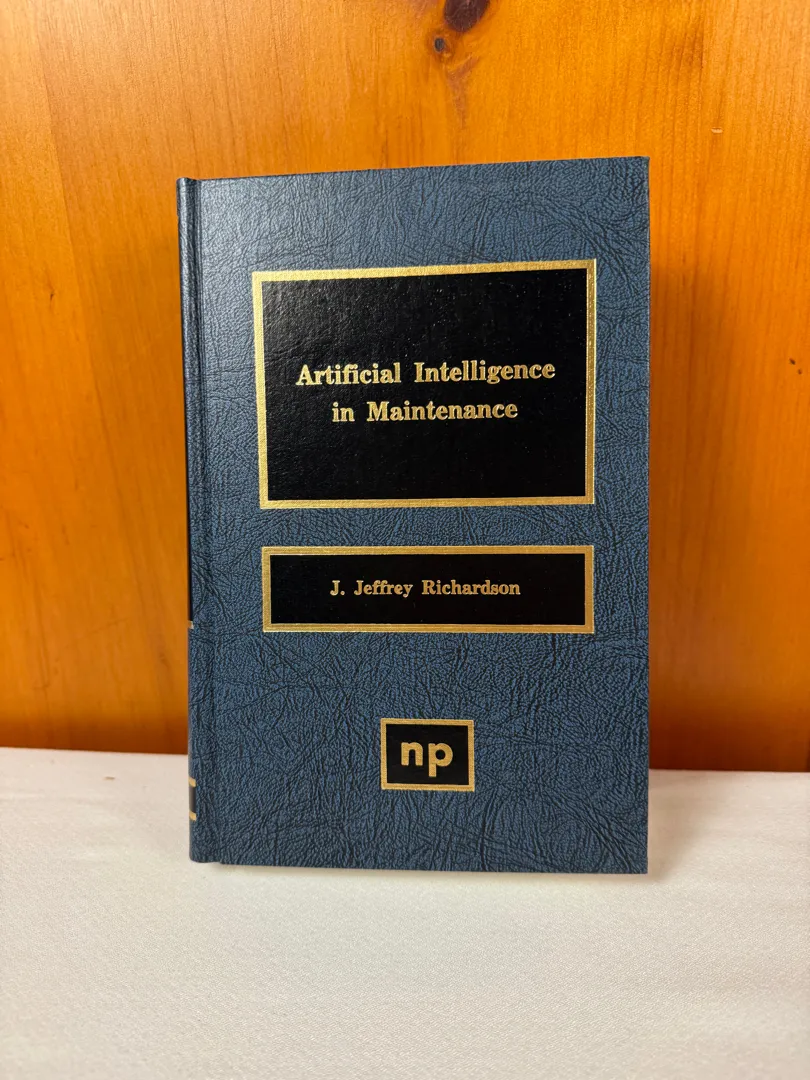 Artificial Intelligence
in Maintenance
J. Jeffrey Richardson
np